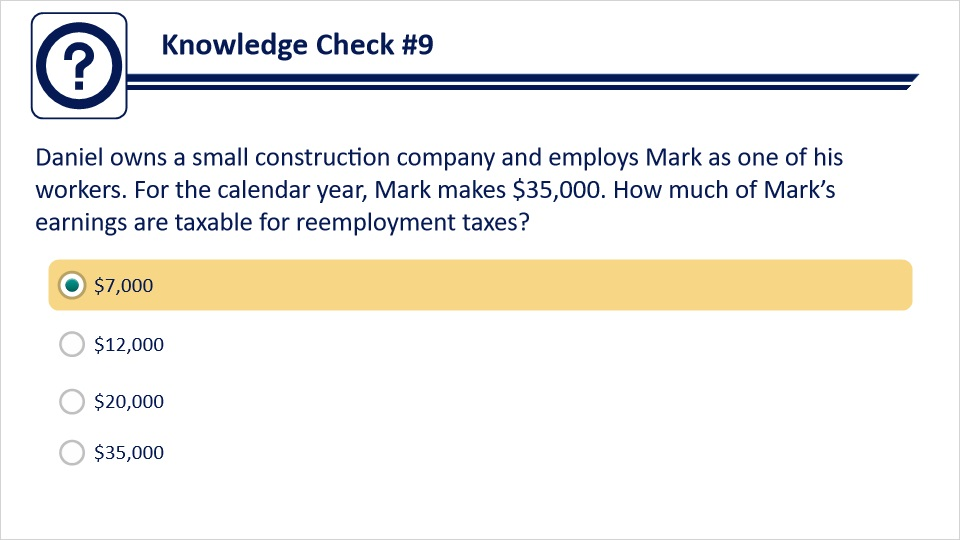 ?
Knowledge Check #9
Daniel owns a small construction company and employs Mark as one of his
workers. For the calendar year, Mark makes $35,000. How much of Mark’s
earnings are taxable for reemployment taxes?
$7,000
$12,000
$20,000
$35,000